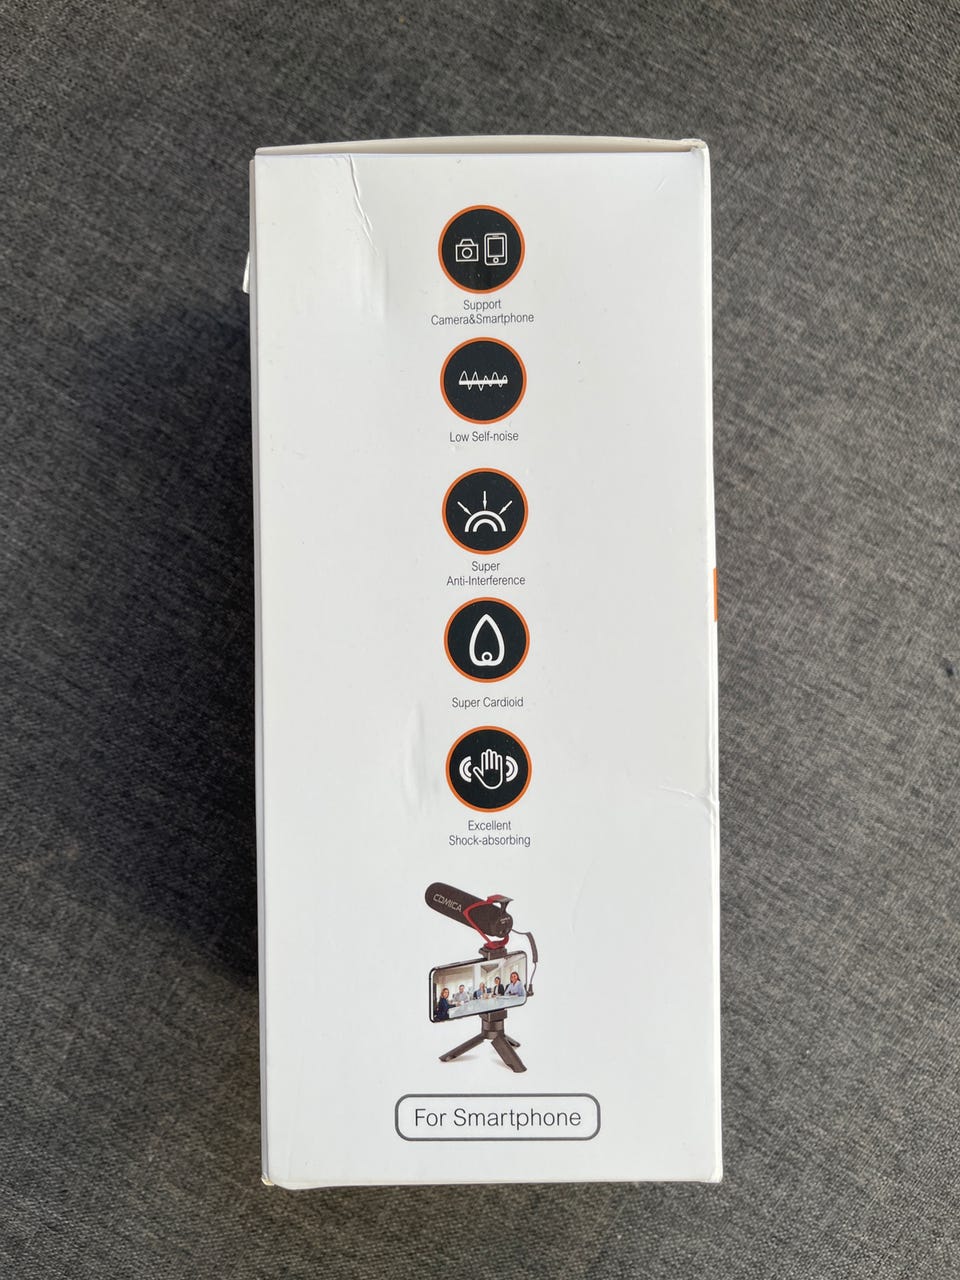 Support
Camera&Smartphone
Low Self-noise
Super
Anti-Interference
Super Cardioid
Excellent
Shock-absorbing
COMICA
For Smartphone